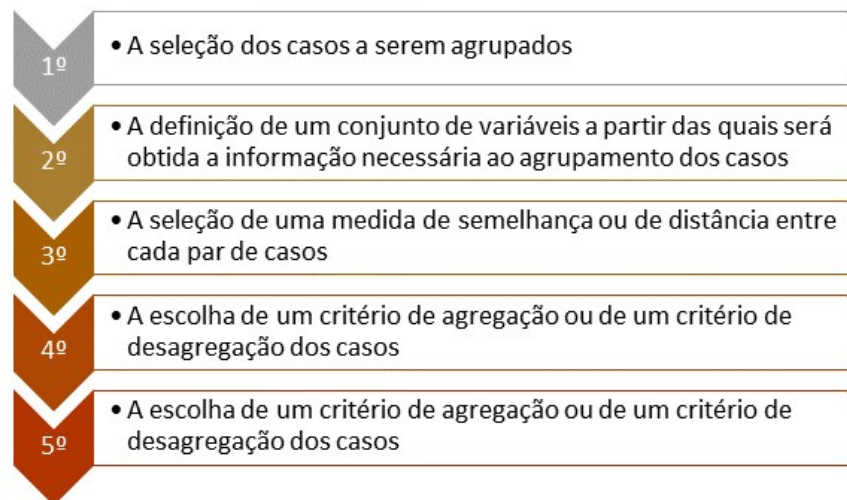 1º
• A seleção dos casos a serem agrupados
2º
• A definição de um conjunto de variáveis a partir das quais será
obtida a informação necessária ao agrupamento dos casos
3º
• A seleção de uma medida de semelhança ou de distância entre
cada par de casos
4º
• A escolha de um critério de agregação ou de um critério de
desagregação dos casos
5º
• A escolha de um critério de agregação ou de um critério de
desagregação dos casos